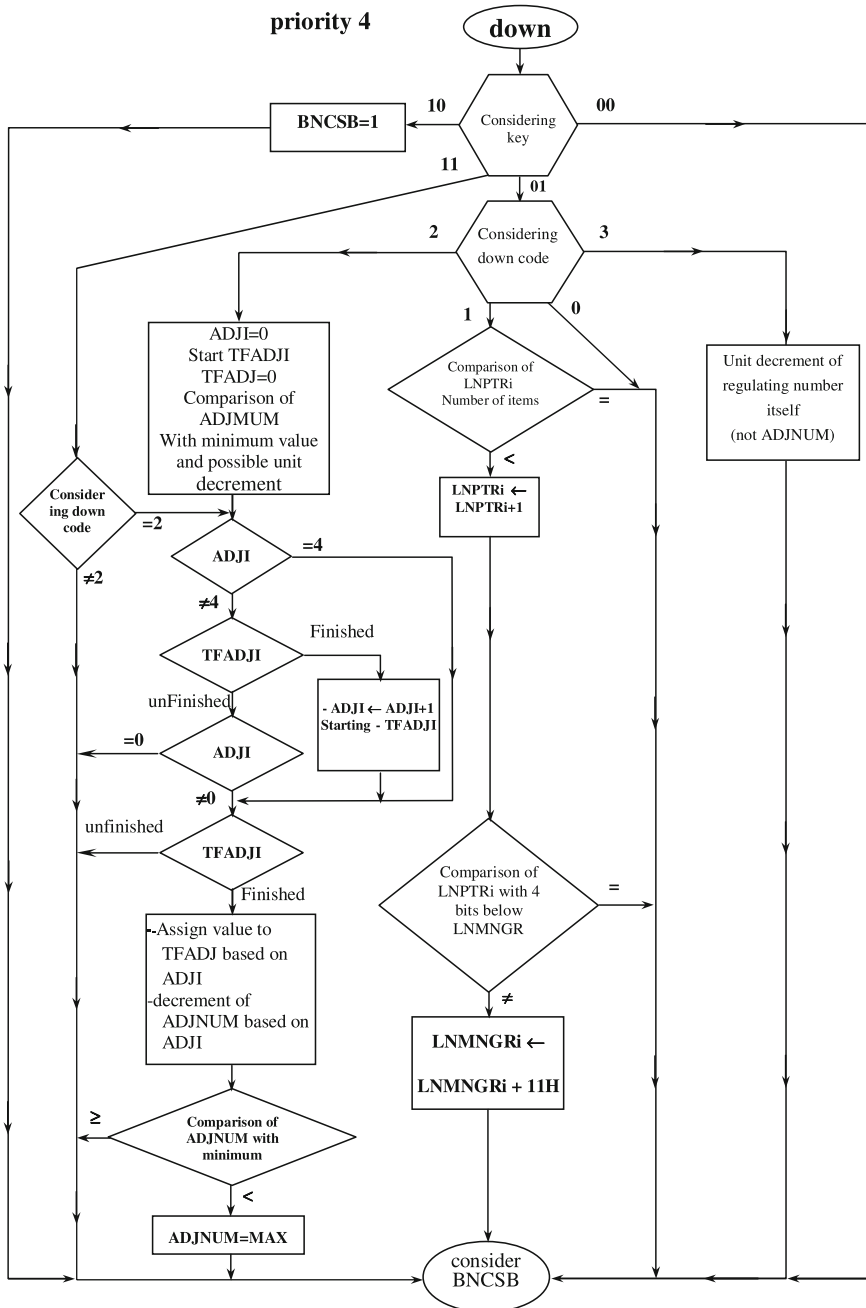 priority 4
down
Considering
key
10
00
BNCSB=1
11
01
Considering
down code
2
3
1
0
ADJI=0
Start TFADJI
TFADJ=0
Comparison of
ADJMUM
With minimum value
and possible unit
decrement
Comparison of
LNPTRi
Number of items
=
<
Unit decrement of
regulating number
itself
(not ADJNUM)
LNPTRi ←
LNPTRi+1
Consider
ing down
code
=2
≠2
ADJI
=4
≠4
TFADJI
Finished
unFinished
- ADJI ← ADJI+1
Starting - TFADJI
ADJI
=0
≠0
TFADJI
unfinished
Finished
Comparison of
LNPTRi with 4
bits below
LNMNGR
=
≠
--Assign value to
TFADJ based on
ADJI
-decrement of
ADJNUM based on
ADJI
LNMNGRi ←
LNMNGRi + 11H
Comparison of
ADJNUM with
minimum
≥
<
ADJNUM=MAX
consider
BNCSB